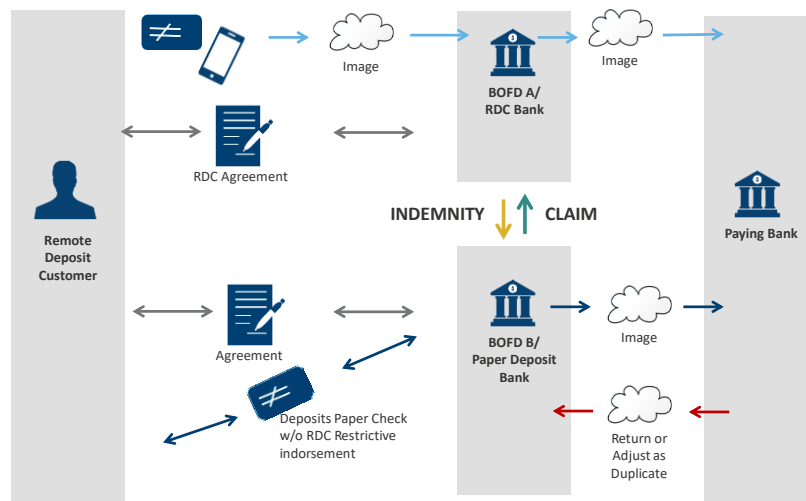 Image
Image
BOFD A/
RDC Bank
RDC Agreement
INDEMNITY
CLAIM
Remote
Deposit
Customer
Paying Bank
Agreement
BOFD B/
Paper Deposit
Bank
Image
Deposits Paper Check
w/o RDC Restrictive
indorsement
Return or
Adjust as
Duplicate